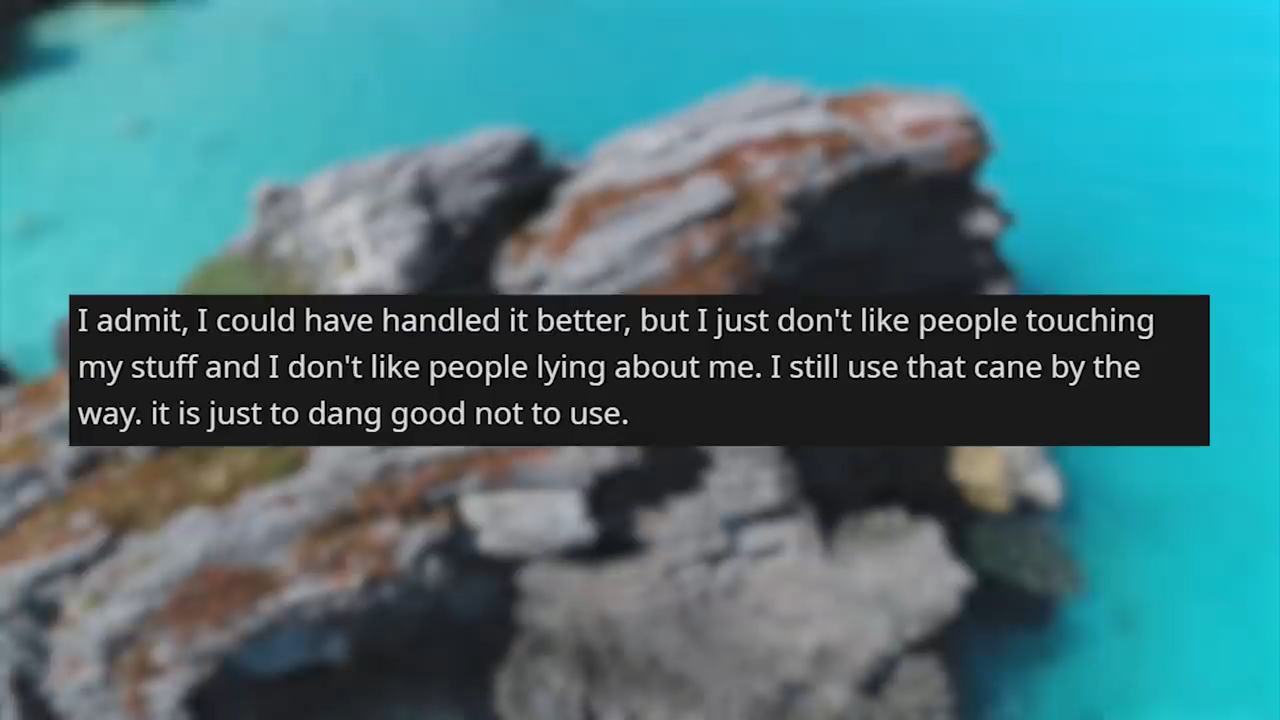 I admit, I could have handled it better, but I just don't like people touching
my stuff and I don't like people lying about me. I still use that cane by the
way. it is just to dang good not to use.